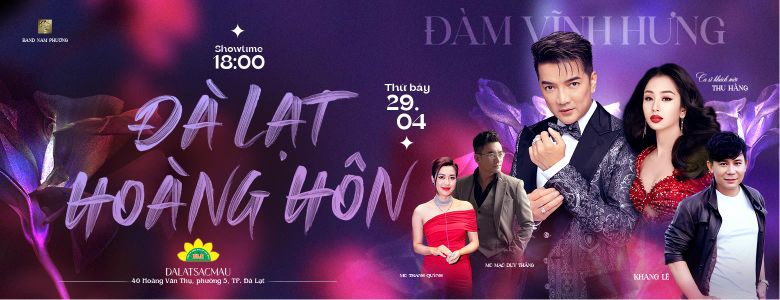 BAND NAM PHƯƠNG
Showtime
18:00
ĐÀM VĨNH HƯNG
Ca sĩ khách mời
THU HẰNG
Thứ bảy
29.
04
ĐÀ LẠT
HOÀNG HÔN
DALATSACMAU
40 Hoàng Văn Thụ, phường 5, TP. Đà Lạt
MC THANH QUỲNH
MC MẠC DUY THẮNG
KHANG LÊ